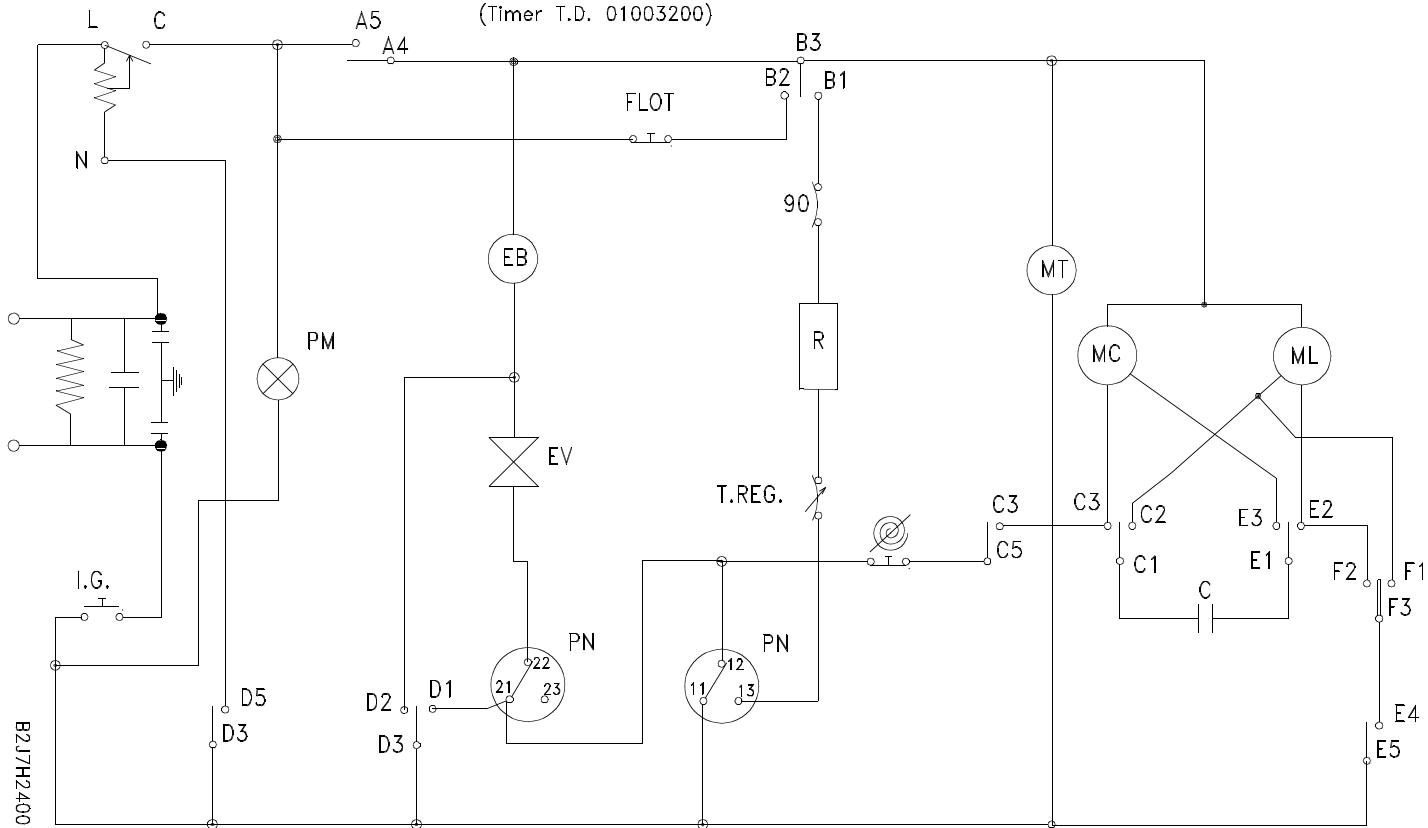 (Timer T.D. 01003200)
L
C
A5
A4
B3
B2
B1
FLOT
N
90
EB
MT
PM
R
MC
ML
EV
T.REG.
C3
C3
C2
E3
E2
C5
C1
E1
I.G.
C
F2
F1
F3
PN
22
21
23
PN
12
11
13
D5
D2
D1
D3
D3
E4
E5
B2J7H2400